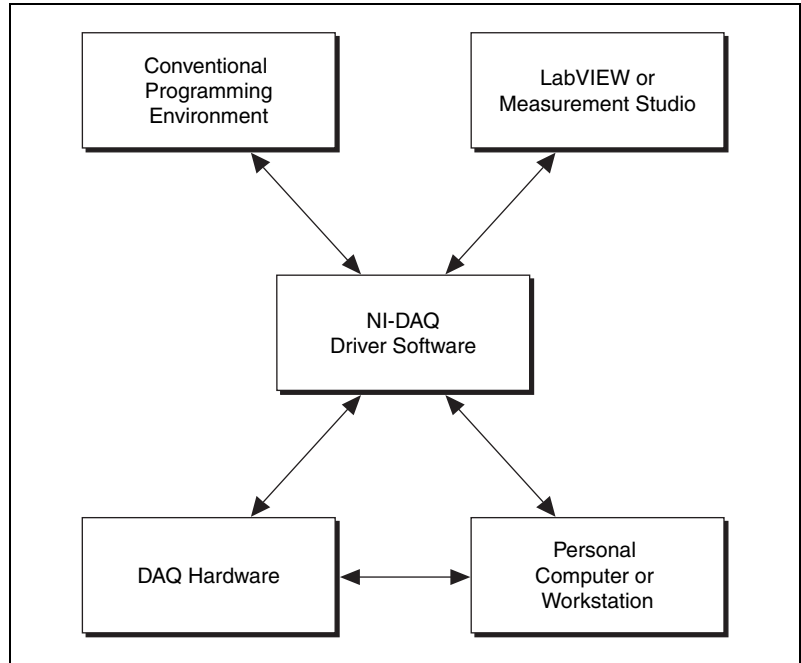 Conventional
Programming
Environment
LabVIEW or
Measurement Studio
NI-DAQ
Driver Software
DAQ Hardware
Personal
Computer or
Workstation